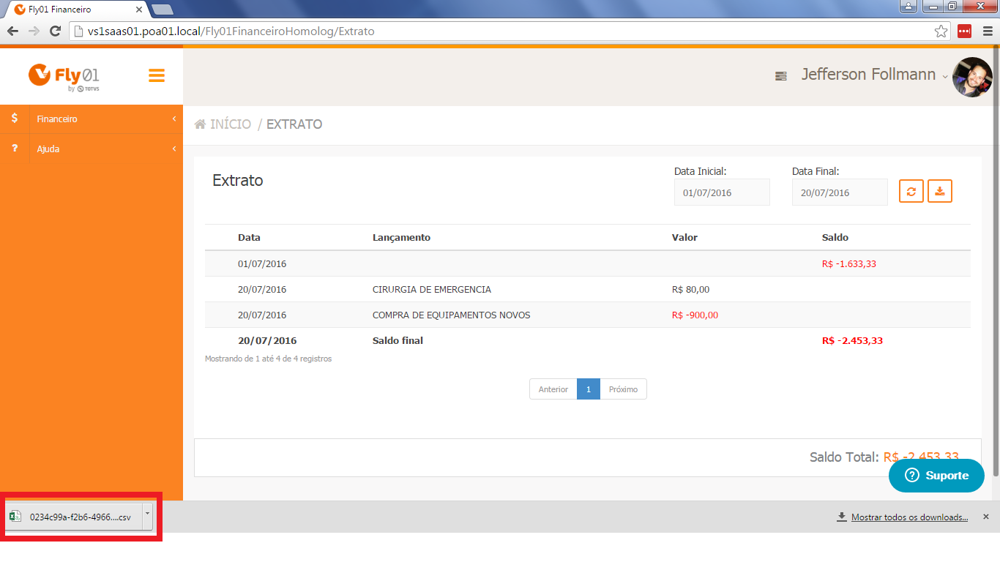 Fly01 Financeiro
vs1saas01.poa01.local/Fly01FinanceiroHomolog/Extrato
Fly01
by TOTVS
Jefferson Follmann
$ Financeiro
? Ajuda
INÍCIO / EXTRATO
Extrato
Data Inicial: Data Final:
01/07/2016 20/07/2016
Data Lançamento Valor Saldo
01/07/2016 R$ -1.633,33
20/07/2016 CIRURGIA DE EMERGENCIA R$ 80,00
20/07/2016 COMPRA DE EQUIPAMENTOS NOVOS R$ -900,00
20/07/2016 Saldo final R$ -2.453,33
Mostrando de 1 até 4 de 4 registros
Anterior 1 Próximo
Saldo Total: R$ -2.453,33
? Suporte
0234c99a-f2b6-4966....csv
Mostrar todos os downloads...